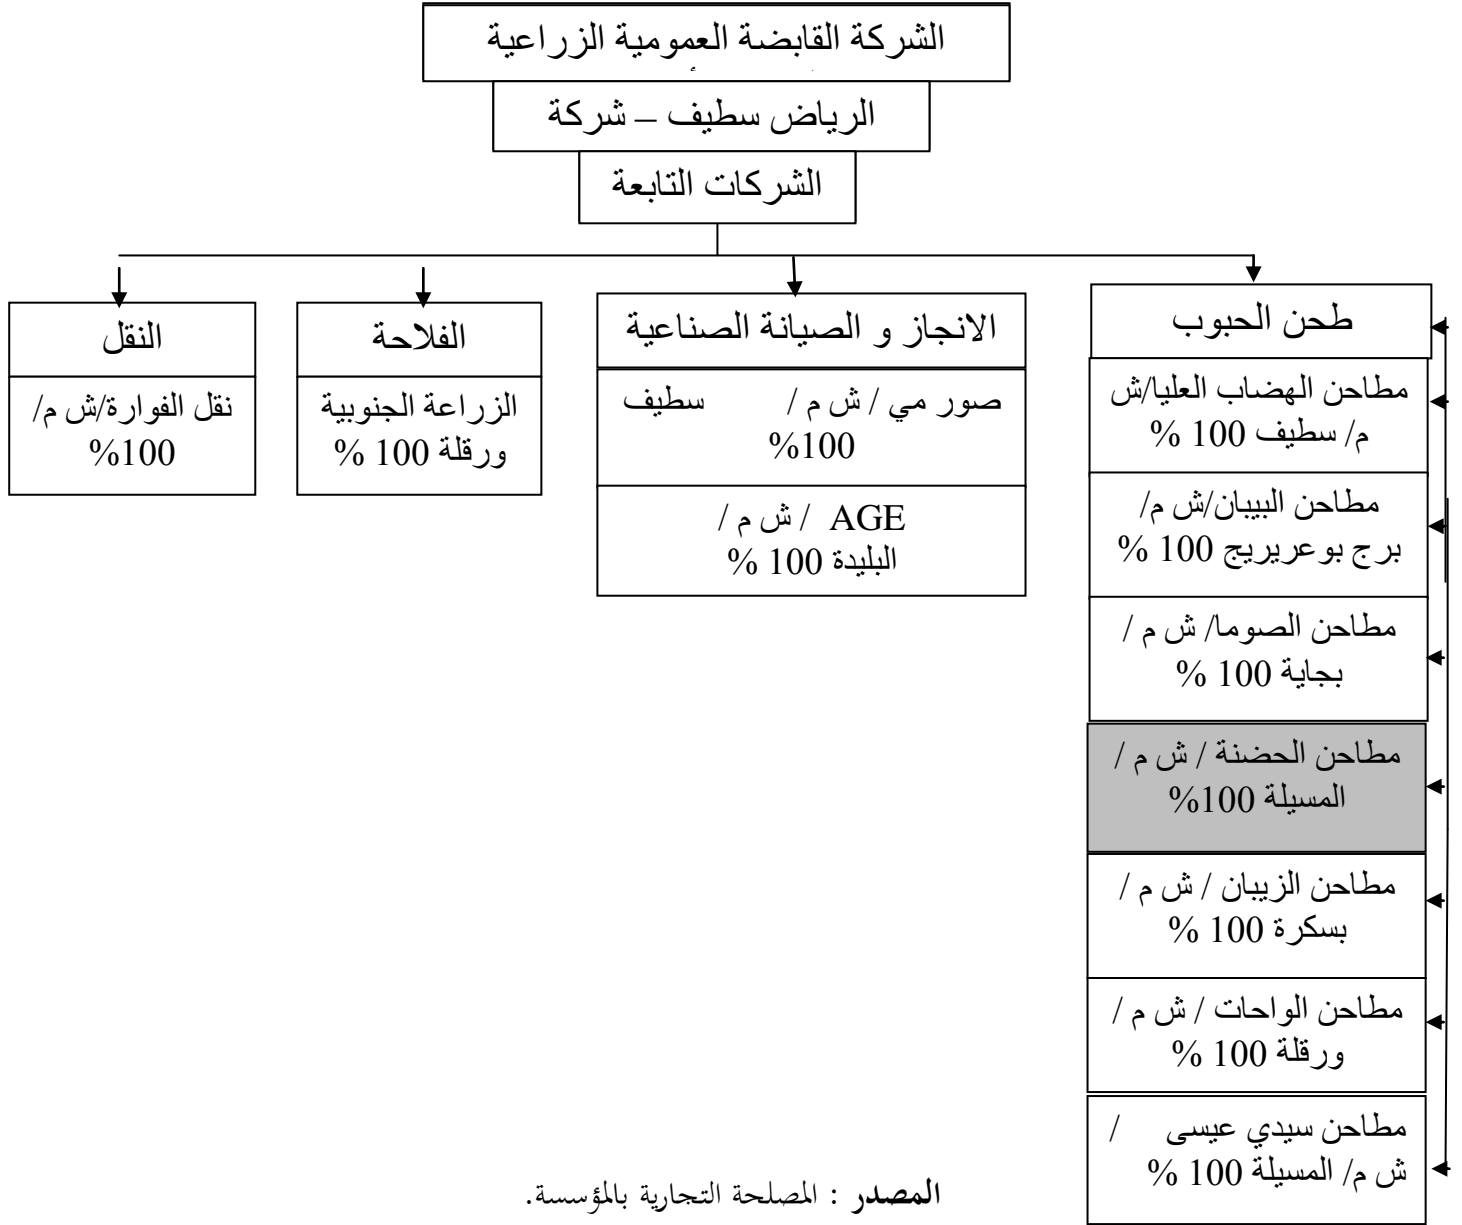 الشركة القابضة العمومية الزراعية
الرياض سطيف – شركة
الشركات التابعة
طحن الحبوب
مطاحن الهضاب العليا/ش
م/ سطيف 100 %
مطاحن البيبان/ش م/
برج بوعريريج 100 %
مطاحن الصوما/ ش م /
بجاية 100 %
مطاحن الحضنة / ش م /
المسيلة 100%
مطاحن الزيبان / ش م /
بسكرة 100 %
مطاحن الواحات / ش م /
ورقلة 100 %
مطاحن سيدي عيسى /
ش م/ المسيلة 100 %
الانجاز و الصيانة الصناعية
صور مي / ش م / سطيف
100%
AGE / ش م /
البليدة 100 %
الفلاحة
الزراعة الجنوبية
ورقلة 100 %
النقل
نقل الفوارة/ش م/
100%
المصدر : المصلحة التجارية بالمؤسسة.